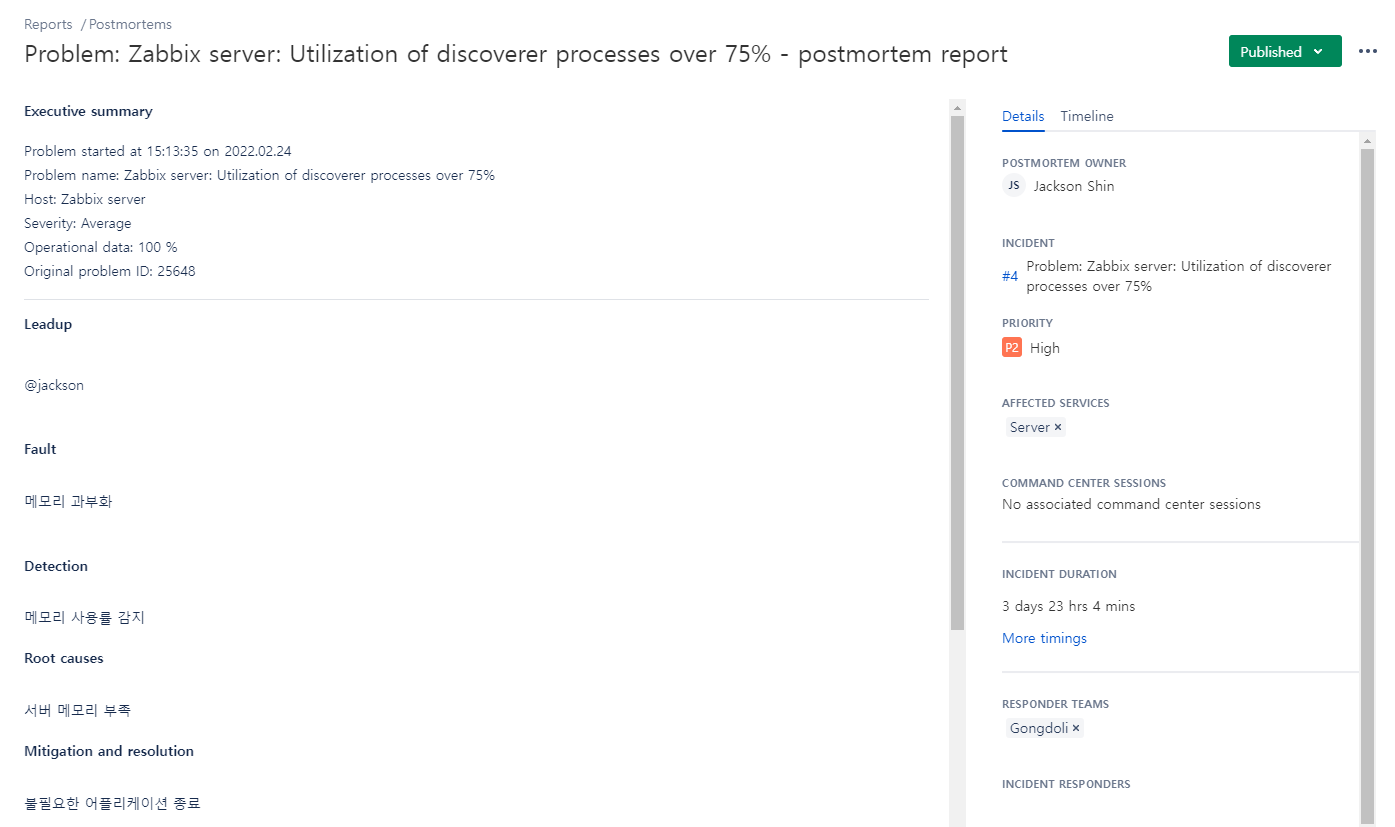 Reports / Postmortems
Problem: Zabbix server: Utilization of discoverer processes over 75% - postmortem report
Published
Executive summary
Problem started at 15:13:35 on 2022.02.24
Problem name: Zabbix server: Utilization of discoverer processes over 75%
Host: Zabbix server
Severity: Average
Operational data: 100 %
Original problem ID: 25648
Leadup
@jackson
Fault
메모리 과부화
Detection
메모리 사용률 감지
Root causes
서버 메모리 부족
Mitigation and resolution
불필요한 어플리케이션 종료
Details Timeline
POSTMORTEM OWNER
JS Jackson Shin
INCIDENT
#4 Problem: Zabbix server: Utilization of discoverer
processes over 75%
PRIORITY
P2 High
AFFECTED SERVICES
Server ×
COMMAND CENTER SESSIONS
No associated command center sessions
INCIDENT DURATION
3 days 23 hrs 4 mins
More timings
RESPONDER TEAMS
Gongdoli ×
INCIDENT RESPONDERS